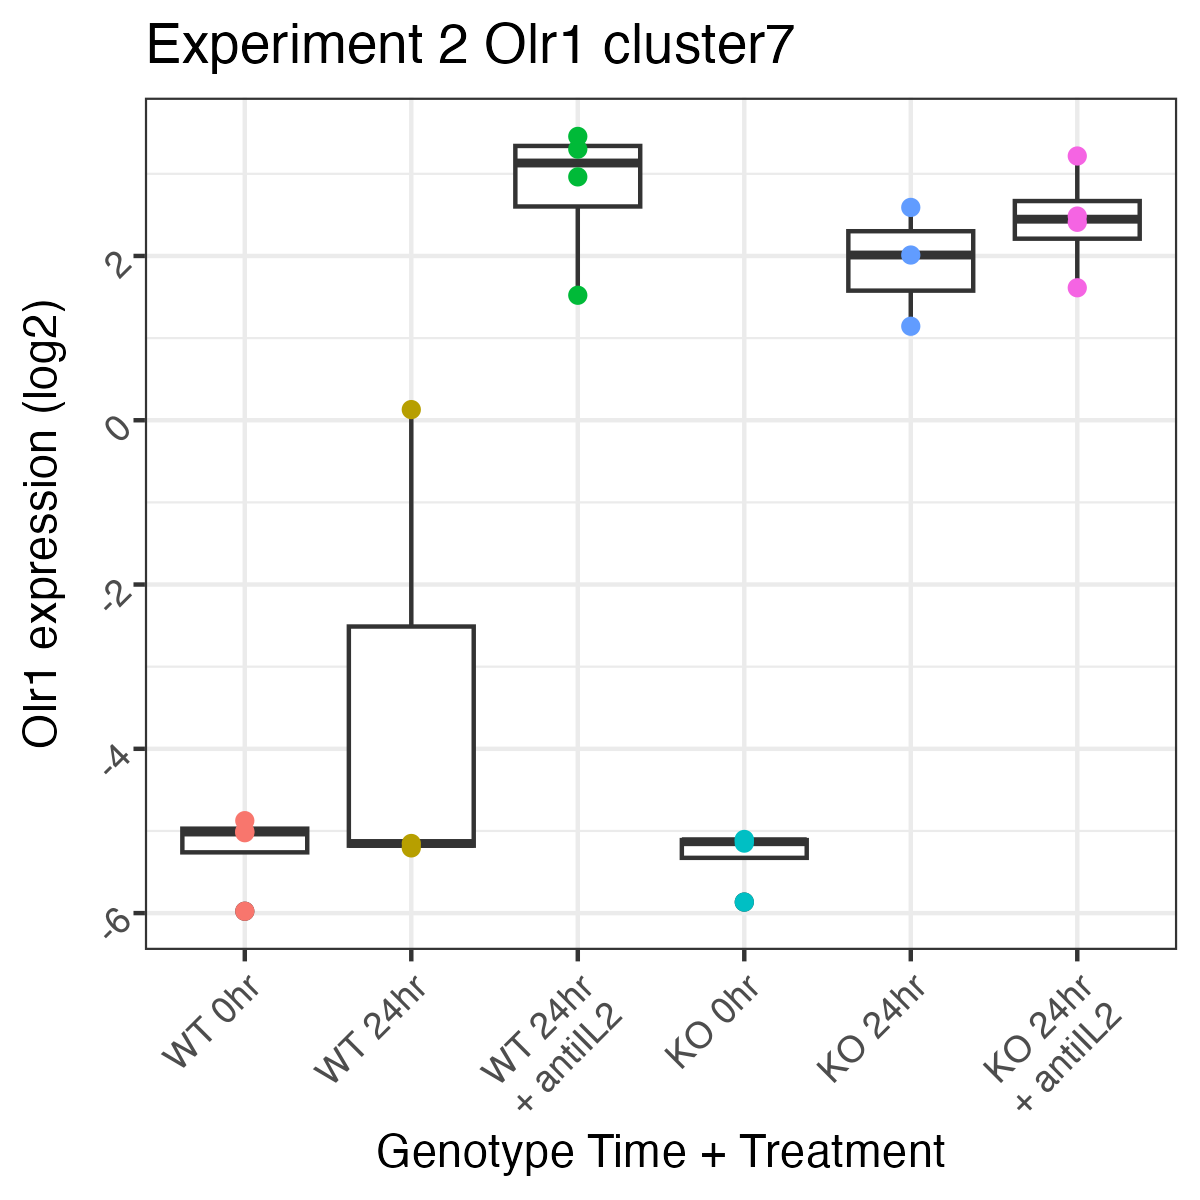 Experiment 2 Olr1 cluster7
Olr1 expression (log2)
2
0
-2
-4
-6
WT 0hr
WT 24hr
WT 24hr
+ antiIL2
KO 0hr
KO 24hr
KO 24hr
+ antiIL2
Genotype Time + Treatment